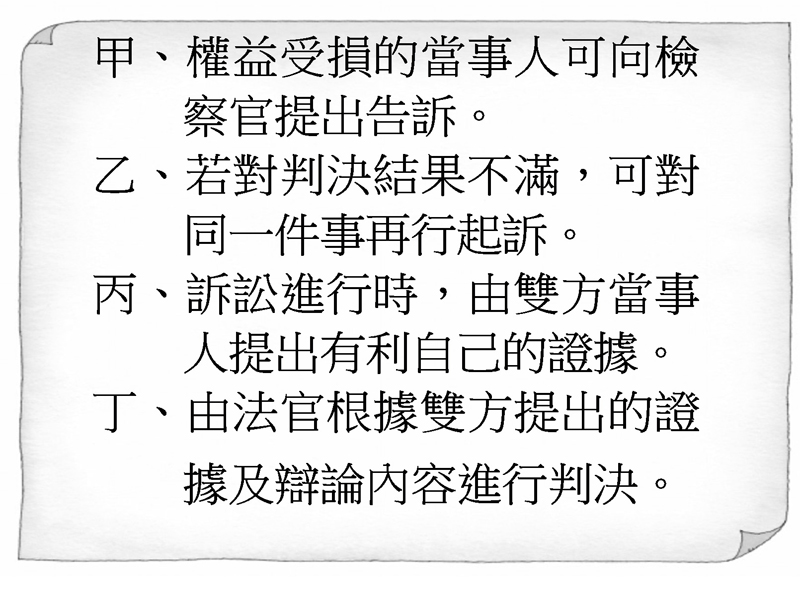 甲、權益受損的當事人可向檢
察官提出告訴。
乙、若對判決結果不滿，可對
同一件事再行起訴。
丙、訴訟進行時，由雙方當事
人提出有利自己的證據。
丁、由法官根據雙方提出的證
據及辯論內容進行判決。